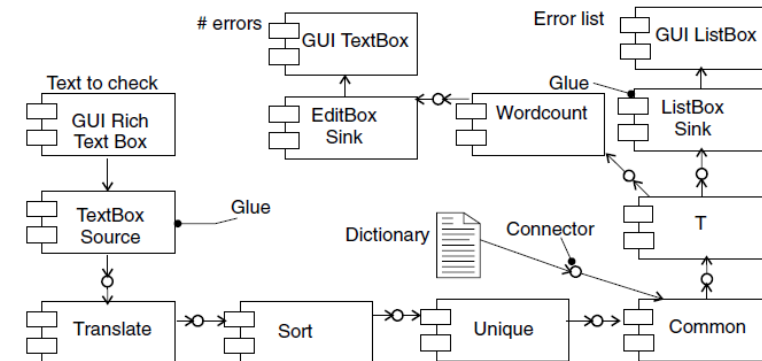 # errors
GUI TextBox
Error list
GUI ListBox
Text to check
GUI Rich
Text Box
EditBox
Sink
Wordcount
Glue
ListBox
Sink
TextBox
Source
Glue
Dictionary
Connector
T
Translate
Sort
Unique
Common